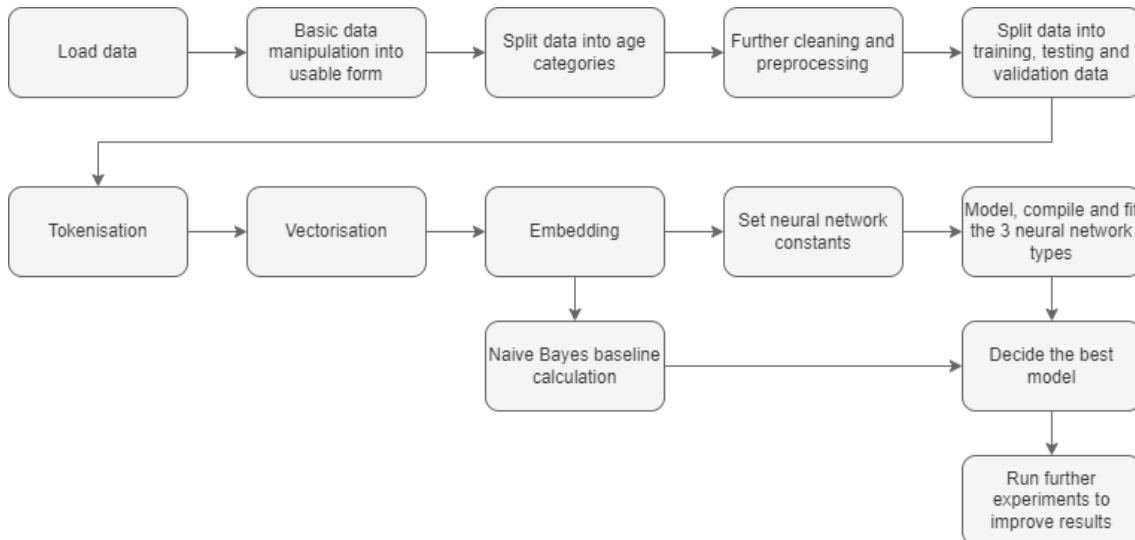 Load data
Basic data
manipulation into
usable form
Split data into age
categories
Further cleaning and
preprocessing
Split data into
training, testing and
validation data
Tokenisation
Vectorisation
Embedding
Set neural network
constants
Model, compile and fit
the 3 neural network
types
Naive Bayes baseline
calculation
Decide the best
model
Run further
experiments to
improve results